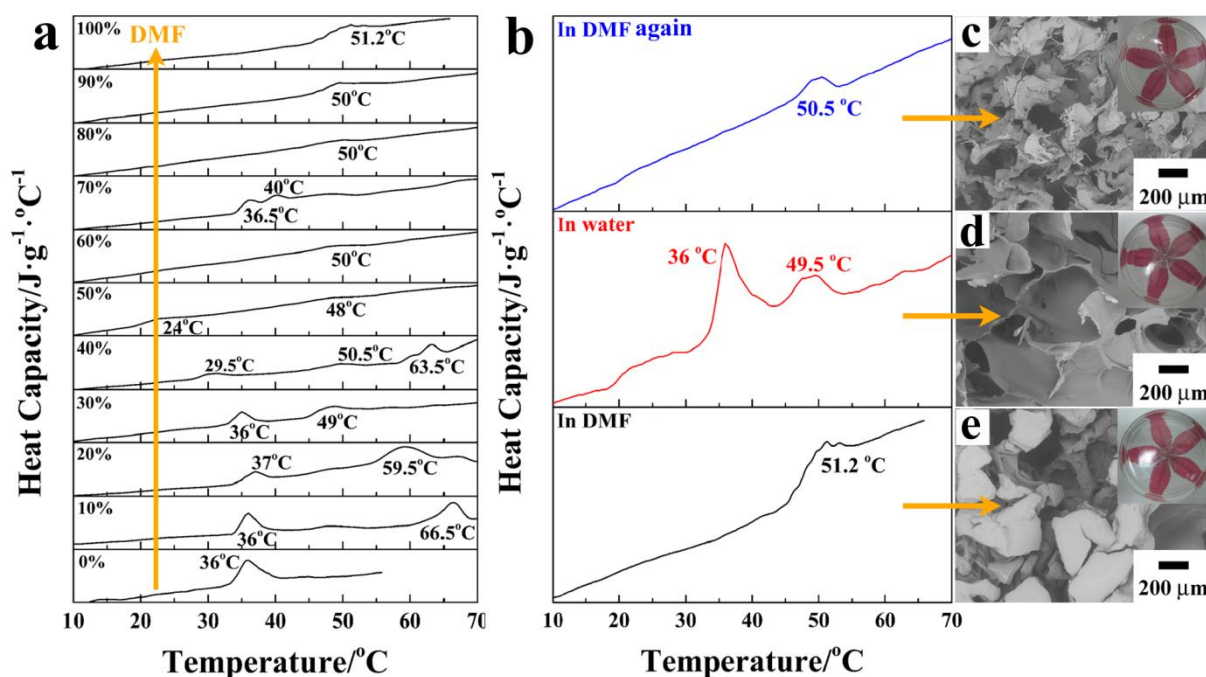 a
DMF
100%
51.2°C
90%
50°C
80%
50°C
70%
40°C
36.5°C
60%
50°C
50%
24°C
48°C
40%
29.5°C
50.5°C
63.5°C
30%
36°C
49°C
20%
37°C
59.5°C
10%
36°C
66.5°C
0%
36°C
10 20 30 40 50 60 70
Temperature/°C
Heat Capacity/J·g⁻¹·°C⁻¹
b
In DMF again
50.5 °C
In water
36 °C
49.5 °C
In DMF
51.2 °C
10 20 30 40 50 60 70
Temperature/°C
Heat Capacity/J·g⁻¹·°C⁻¹
c
200 μm
d
200 μm
e
200 μm